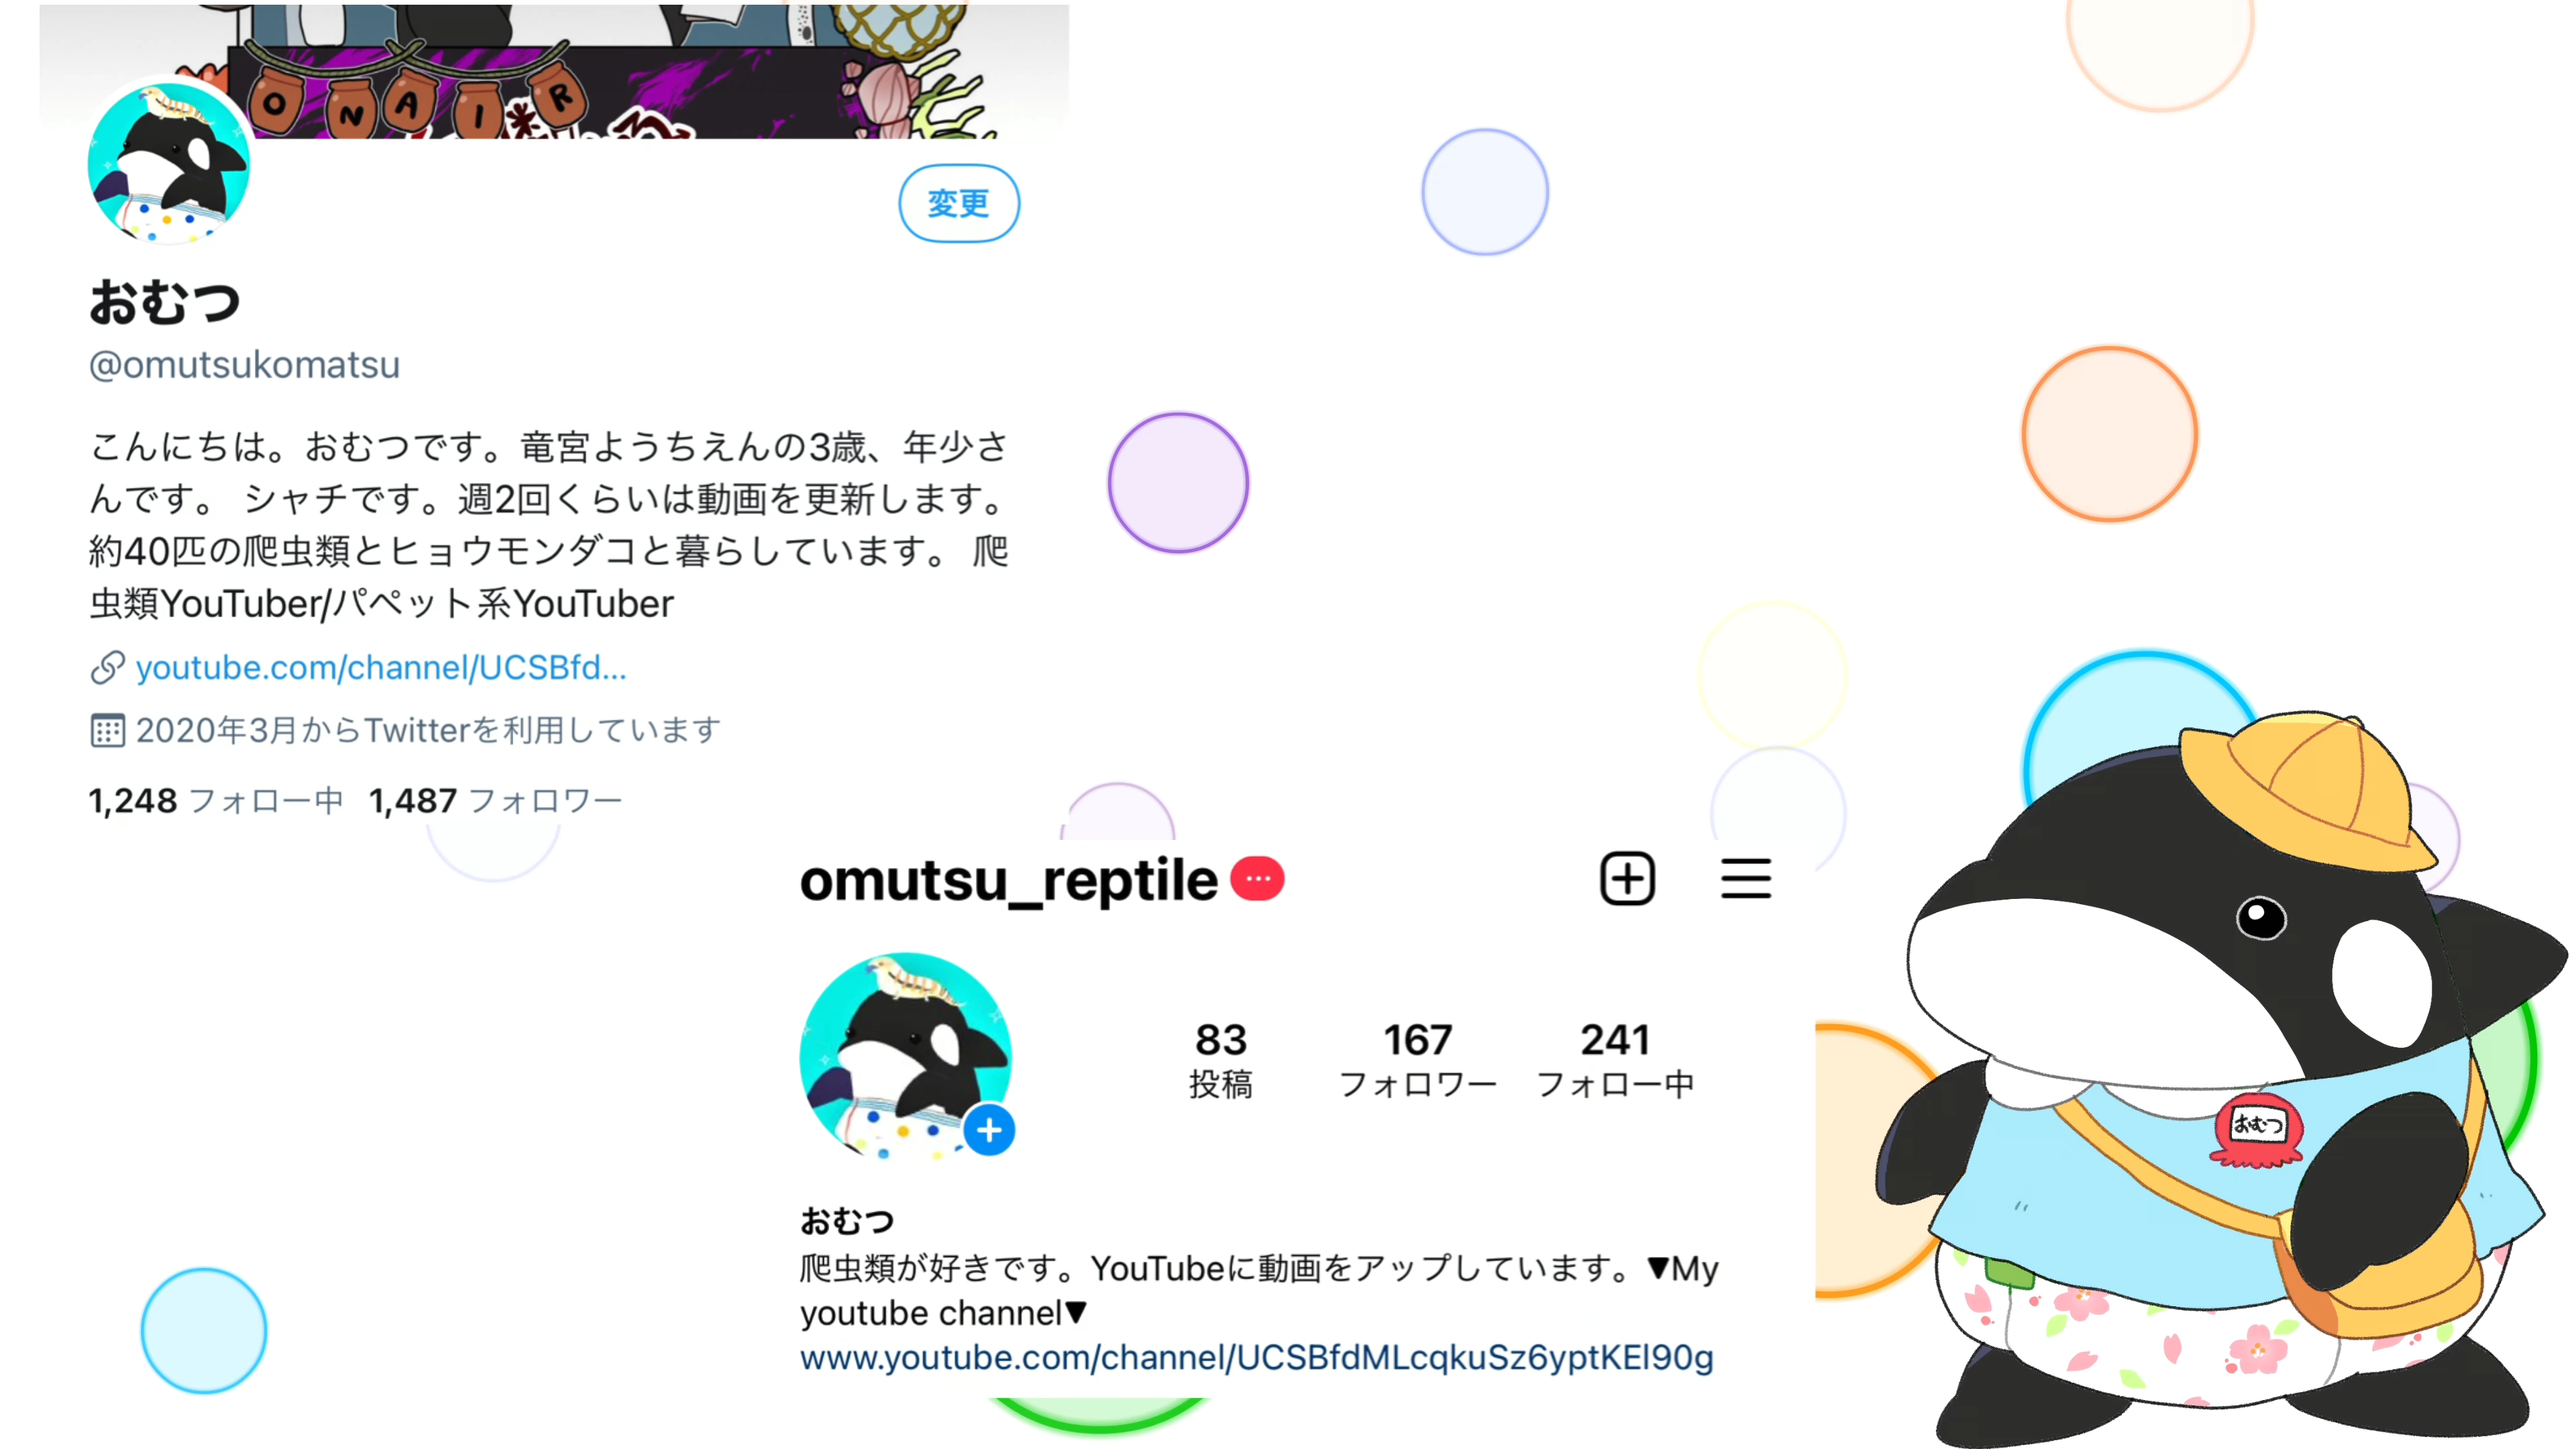 ONAIR
変更
おむつ
@omutsukomatsu
こんにちは。おむつです。竜宮ようちえんの3歳、年少さ
んです。 シャチです。週2回くらいは動画を更新します。
約40匹の爬虫類とヒョウモンダコと暮らしています。 爬
虫類YouTuber/パペット系YouTuber
youtube.com/channel/UCSBfd...
2020年3月からTwitterを利用しています
1,248 フォロー中 1,487 フォロワー
omutsu_reptile
83 167 241
投稿 フォロワー フォロー中
おむつ
おむつ
爬虫類が好きです。YouTubeに動画をアップしています。▼My
youtube channel▼
www.youtube.com/channel/UCSBfdMLcqkuSz6yptKEl90g